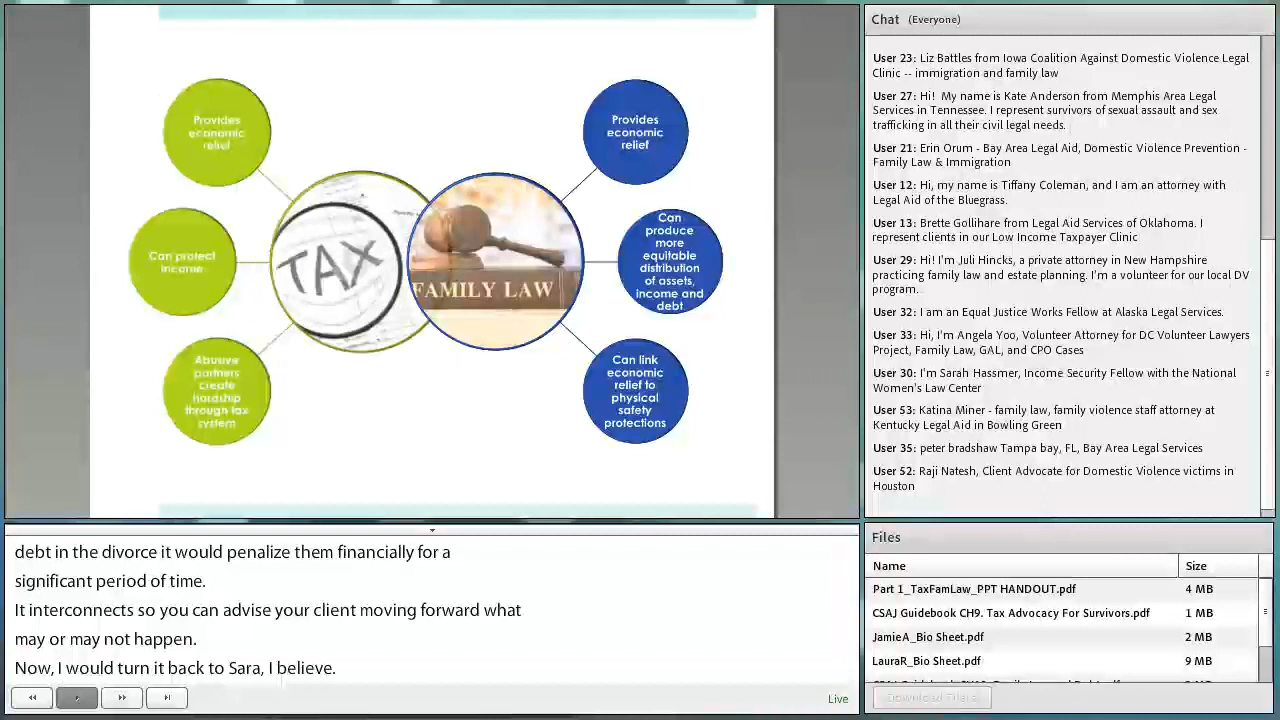 Provides
economic
relief
Can protect
income
Abusive
partners
create
hardship
through tax
system
TAX
FAMILY LAW
Provides
economic
relief
Can
produce
more
equitable
distribution
of assets,
income and
debt
Can link
economic
relief to
physical
safety
protections
debt in the divorce it would penalize them financially for a
significant period of time.
It interconnects so you can advise your client moving forward what
may or may not happen.
Now, I would turn it back to Sara, I believe.
Live
Chat (Everyone)
User 23: Liz Battles from Iowa Coalition Against Domestic Violence Legal
Clinic -- immigration and family law
User 27: Hi! My name is Kate Anderson from Memphis Area Legal
Services in Tennessee. I represent survivors of sexual assault and sex
trafficking in all their civil legal needs.
User 21: Erin Orum - Bay Area Legal Aid, Domestic Violence Prevention -
Family Law & Immigration
User 12: Hi, my name is Tiffany Coleman, and I am an attorney with
Legal Aid of the Bluegrass.
User 13: Brette Gollihare from Legal Aid Services of Oklahoma. I
represent clients in our Low Income Taxpayer Clinic
User 29: Hi! I'm Juli Hincks, a private attorney in New Hampshire
practicing family law and estate planning. I'm a volunteer for our local DV
program.
User 32: I am an Equal Justice Works Fellow at Alaska Legal Services.
User 33: Hi, I'm Angela Yoo, Volunteer Attorney for DC Volunteer Lawyers
Project, Family Law, GAL, and CPO Cases
User 30: I'm Sarah Hassmer, Income Security Fellow with the National
Women's Law Center
User 53: Katina Miner - family law, family violence staff attorney at
Kentucky Legal Aid in Bowling Green
User 35: peter bradshaw Tampa bay, FL, Bay Area Legal Services
User 52: Raji Natesh, Client Advocate for Domestic Violence victims in
Houston
Files
Name Size
Part 1_TaxFamLaw_PPT HANDOUT.pdf 4 MB
CSAJ Guidebook CH9. Tax Advocacy For Survivors.pdf 1 MB
JamieA_Bio Sheet.pdf 2 MB
LauraR_Bio Sheet.pdf 9 MB
Download File(s)